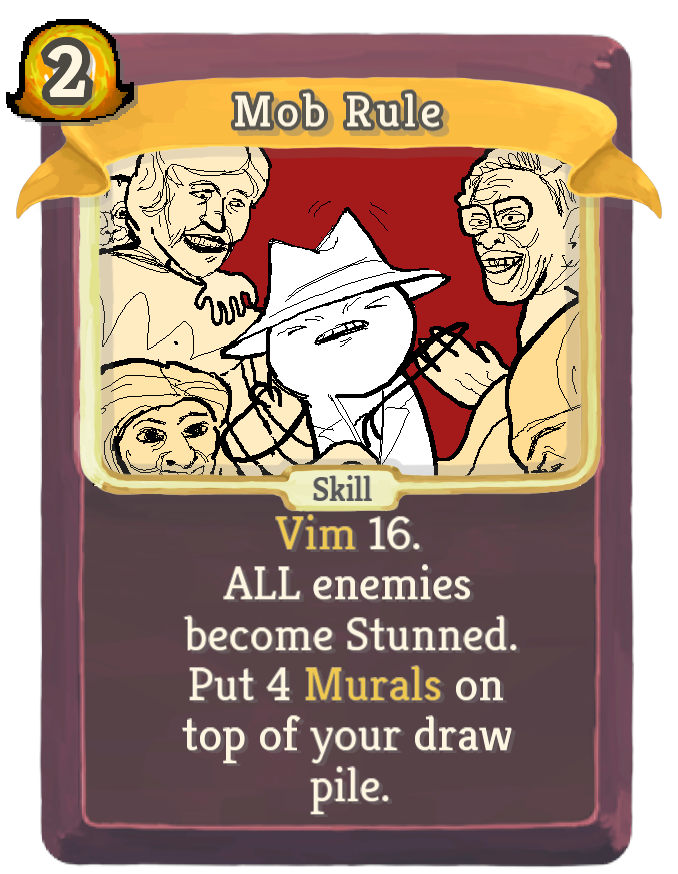 2
Mob Rule
Skill
Vim 16.
ALL enemies
become Stunned.
Put 4 Murals on
top of your draw
pile.